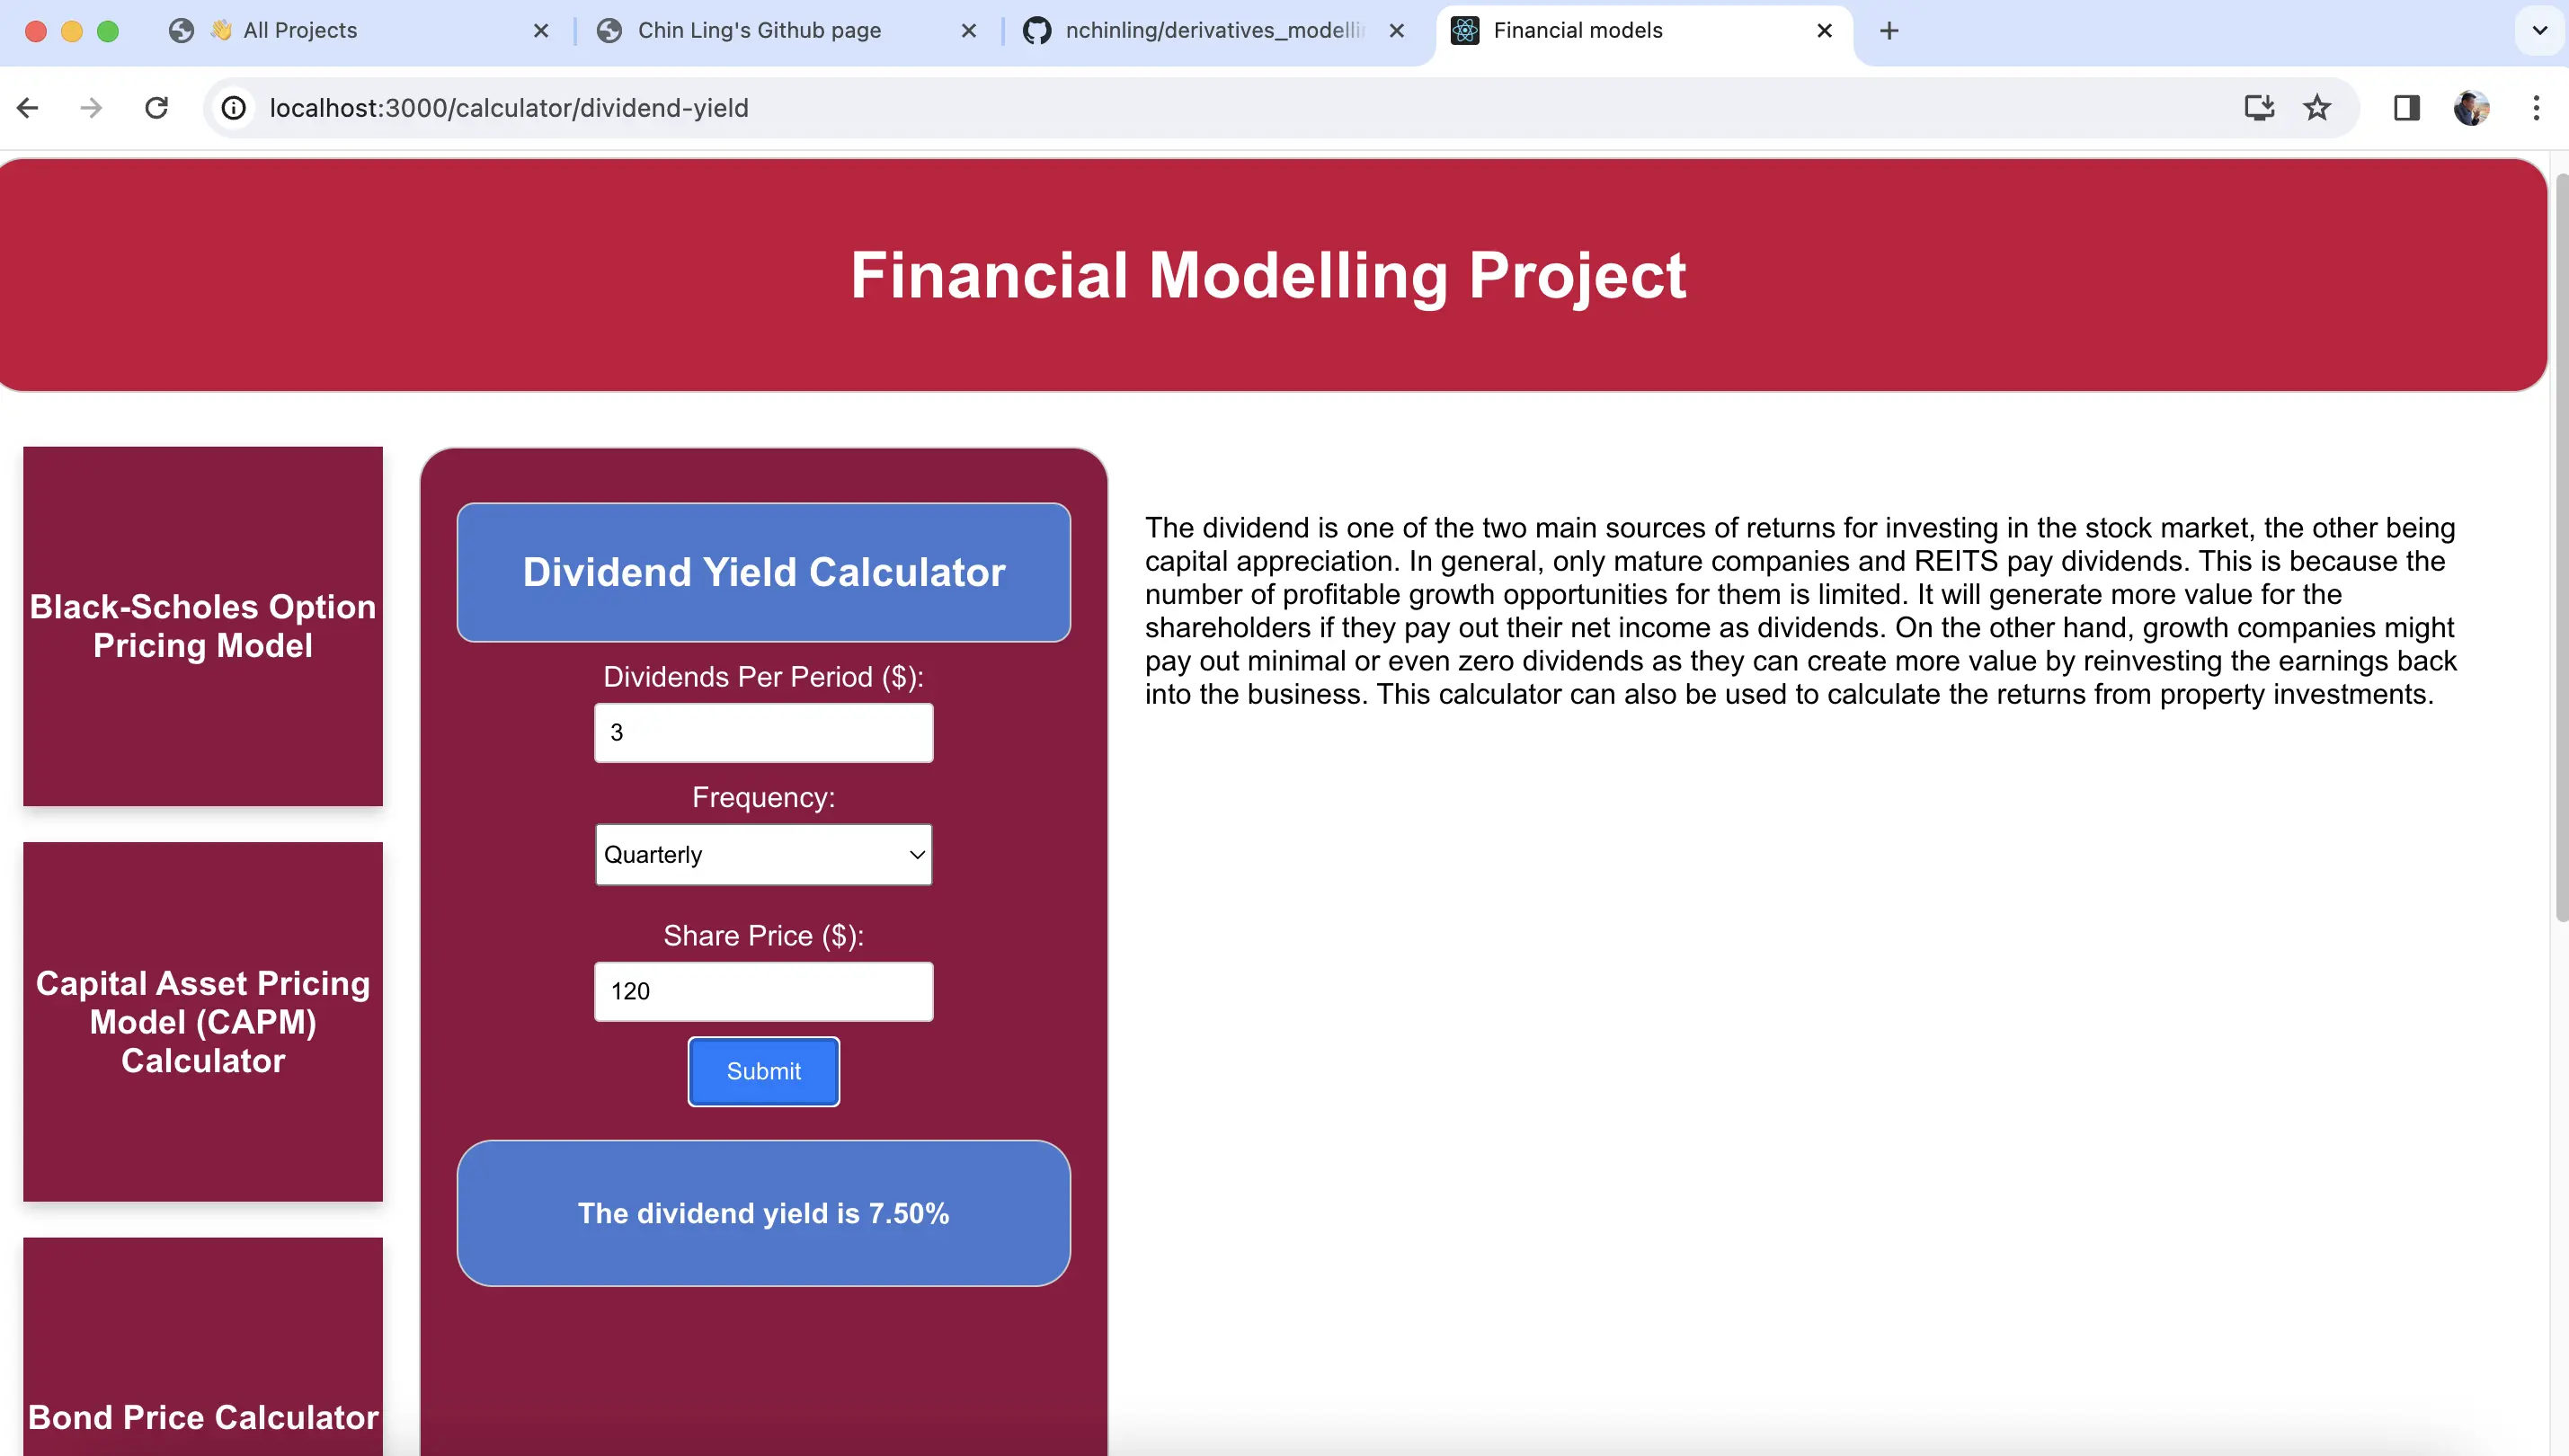 👋 All Projects
Chin Ling's Github page
nchinling/derivatives_modelli
Financial models
localhost:3000/calculator/dividend-yield
Financial Modelling Project
Black-Scholes Option
Pricing Model
Capital Asset Pricing
Model (CAPM)
Calculator
Bond Price Calculator
Dividend Yield Calculator
Dividends Per Period ($):
3
Frequency:
Quarterly
Share Price ($):
120
Submit
The dividend yield is 7.50%
The dividend is one of the two main sources of returns for investing in the stock market, the other being
capital appreciation. In general, only mature companies and REITS pay dividends. This is because the
number of profitable growth opportunities for them is limited. It will generate more value for the
shareholders if they pay out their net income as dividends. On the other hand, growth companies might
pay out minimal or even zero dividends as they can create more value by reinvesting the earnings back
into the business. This calculator can also be used to calculate the returns from property investments.